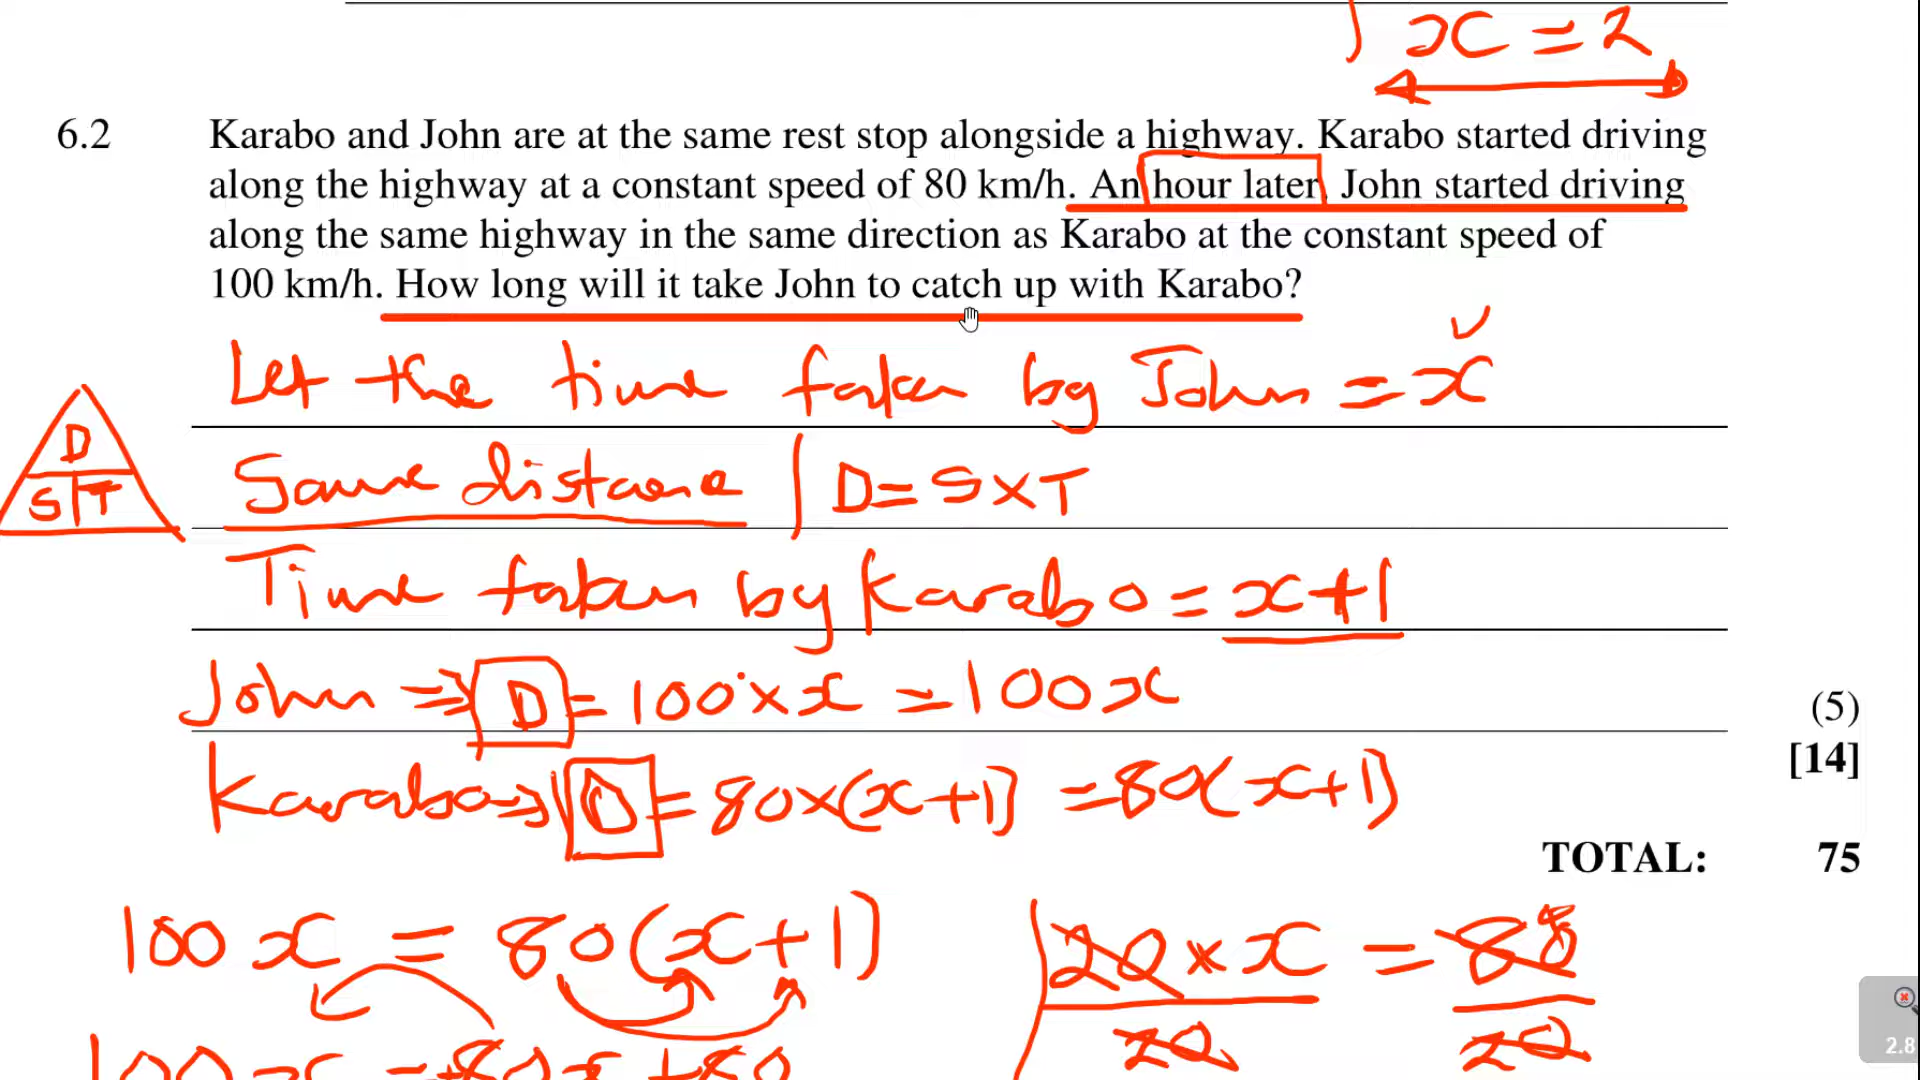 x = 2
6.2 Karabo and John are at the same rest stop alongside a highway. Karabo started driving
along the highway at a constant speed of 80 km/h. An hour later, John started driving
along the same highway in the same direction as Karabo at the constant speed of
100 km/h. How long will it take John to catch up with Karabo?
Let the time taken by John = x
D
S T
Same distance D = S × T
Time taken by Karabo = x + 1
John ⇒ D = 100 × x = 100x
(5)
[14]
Karabo ⇒ D = 80 × (x + 1) = 80(x + 1)
TOTAL: 75
100x = 80(x + 1)
20 × x = 80
20 20
100x = 80x + 80
2.8